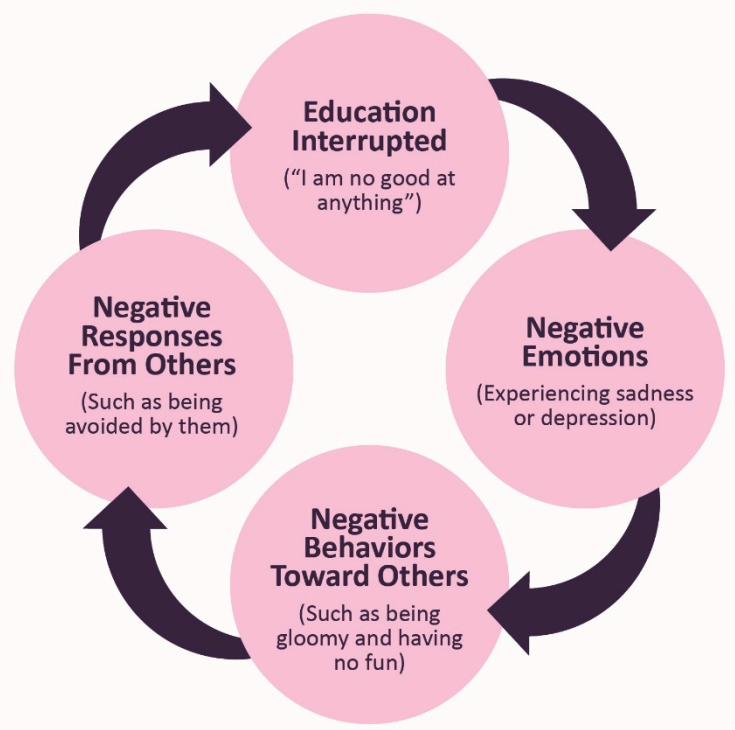 Education
Interrupted
(“I am no good at
anything”)
Negative
Emotions
(Experiencing sadness
or depression)
Negative
Behaviors
Toward Others
(Such as being
gloomy and having
no fun)
Negative
Responses
From Others
(Such as being
avoided by them)